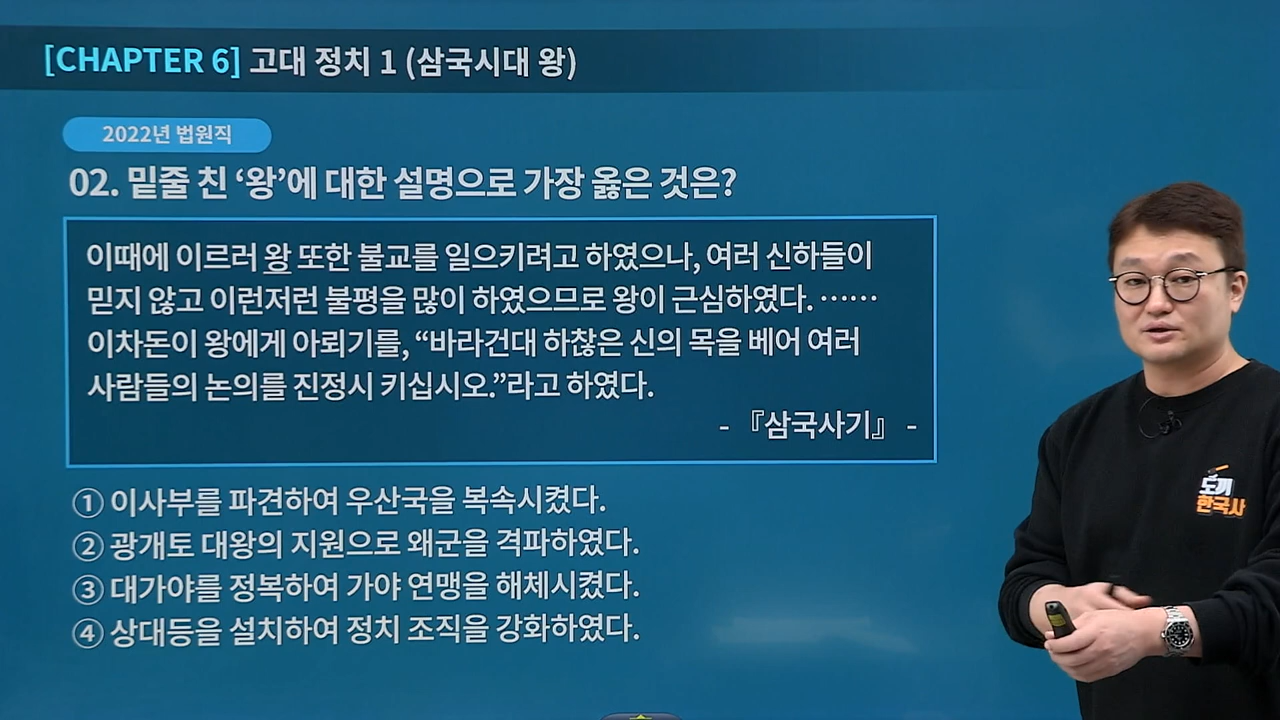 [CHAPTER 6] 고대 정치 1 (삼국시대 왕)
2022년 법원직
02. 밑줄 친 ‘왕’에 대한 설명으로 가장 옳은 것은?
이때에 이르러 왕 또한 불교를 일으키려고 하였으나, 여러 신하들이
믿지 않고 이런저런 불평을 많이 하였으므로 왕이 근심하였다. ……
이차돈이 왕에게 아뢰기를, “바라건대 하찮은 신의 목을 베어 여러
사람들의 논의를 진정시 키십시오.”라고 하였다.
- 『삼국사기』 -
① 이사부를 파견하여 우산국을 복속시켰다.
② 광개토 대왕의 지원으로 왜군을 격파하였다.
③ 대가야를 정복하여 가야 연맹을 해체시켰다.
④ 상대등을 설치하여 정치 조직을 강화하였다.
도끼
한국사